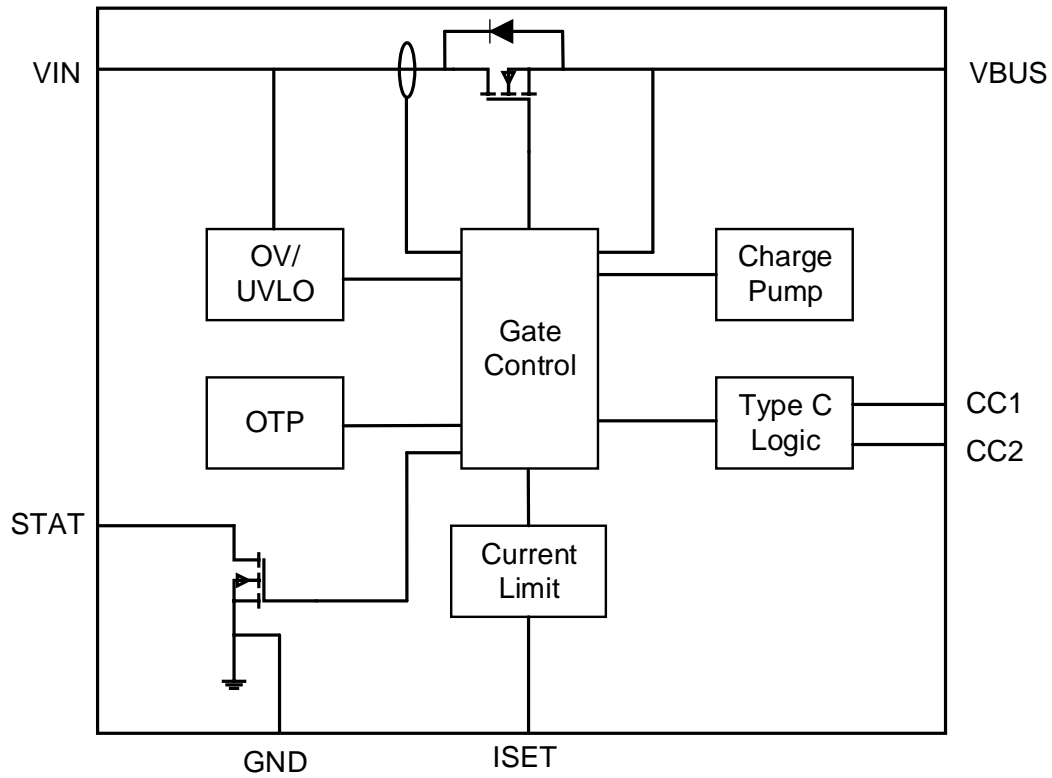 VIN
VBUS
OV/
UVLO
Charge
Pump
Gate
Control
OTP
Type C
Logic
CC1
CC2
STAT
Current
Limit
GND
ISET